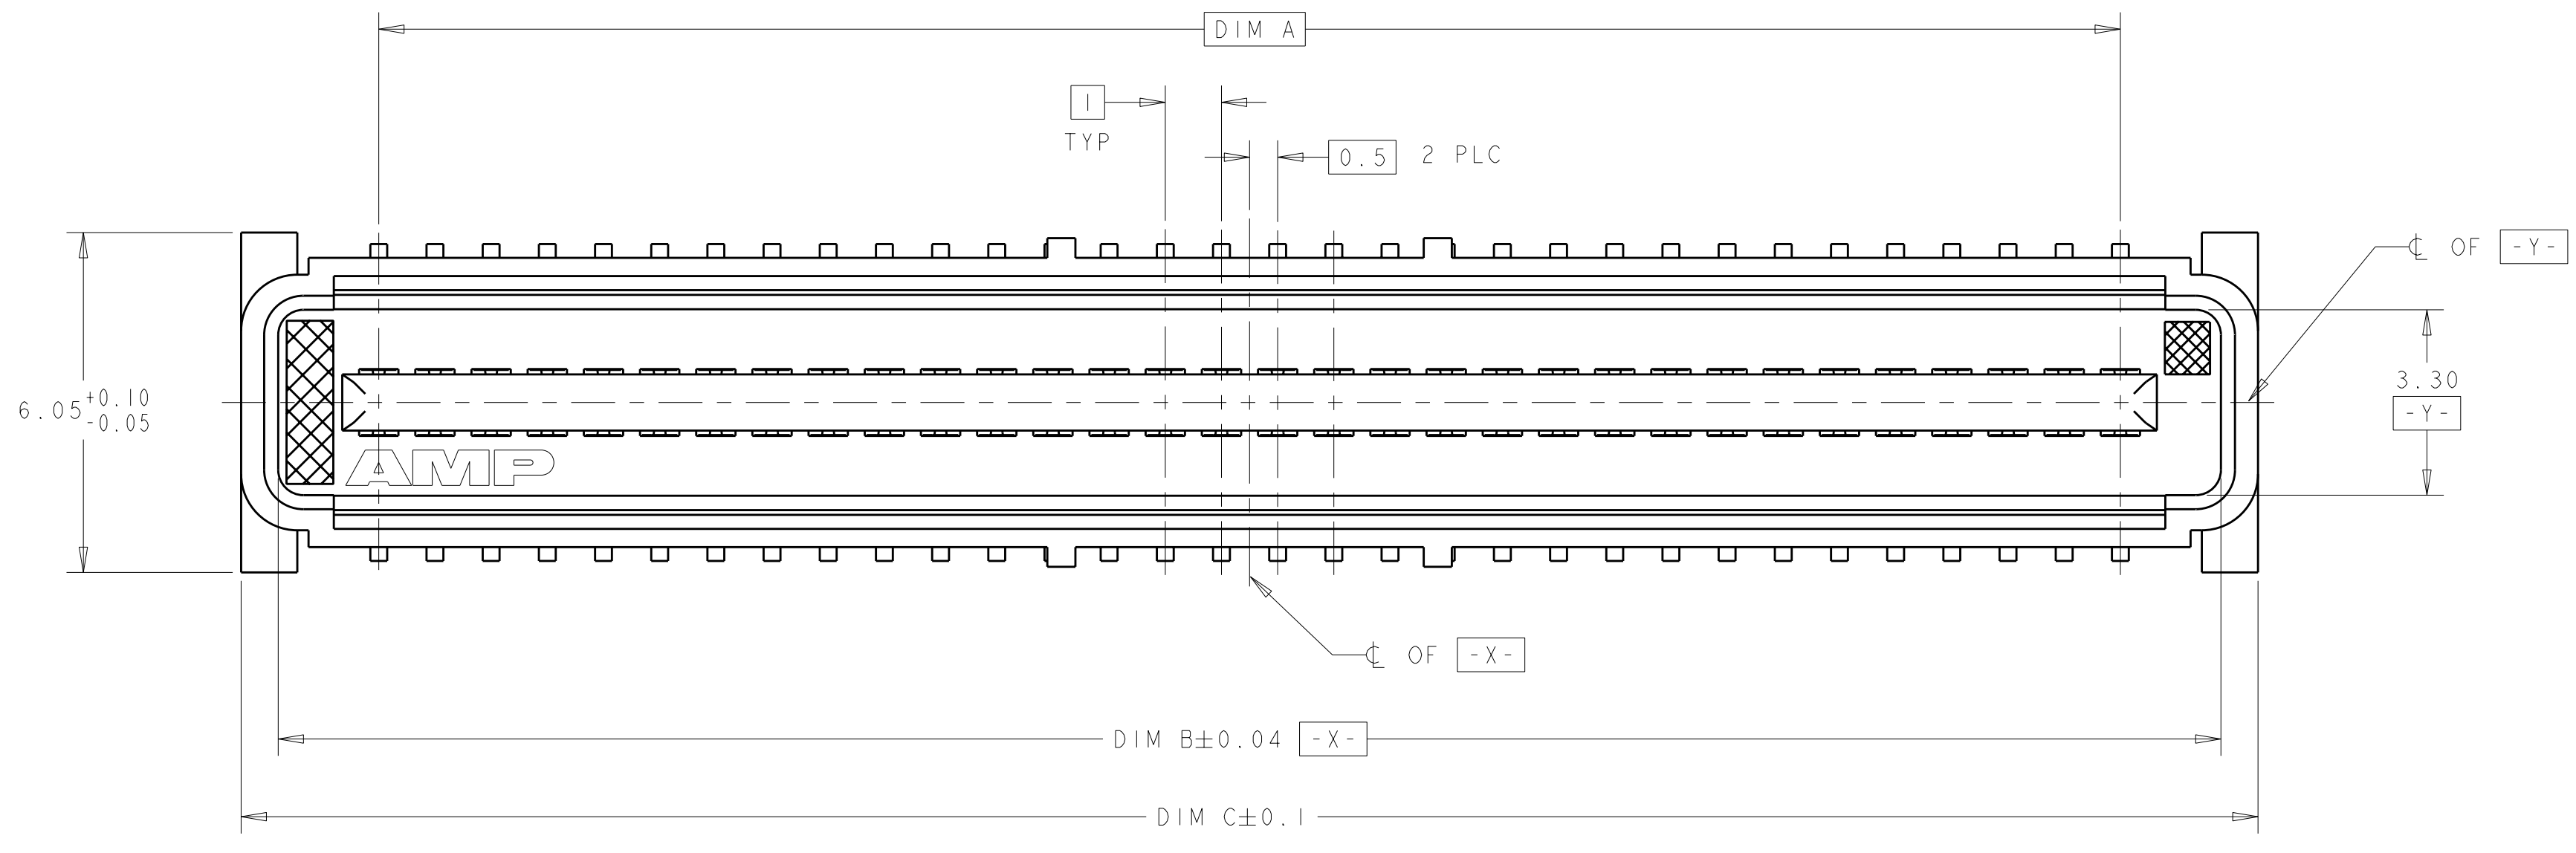 DIM A
1
TYP
0.5 2 PLC
℄ OF -Y-
6.05 +0.10
-0.05
3.30
-Y-
AMP
℄ OF -X-
DIM B±0.04 -X-
DIM C±0.1